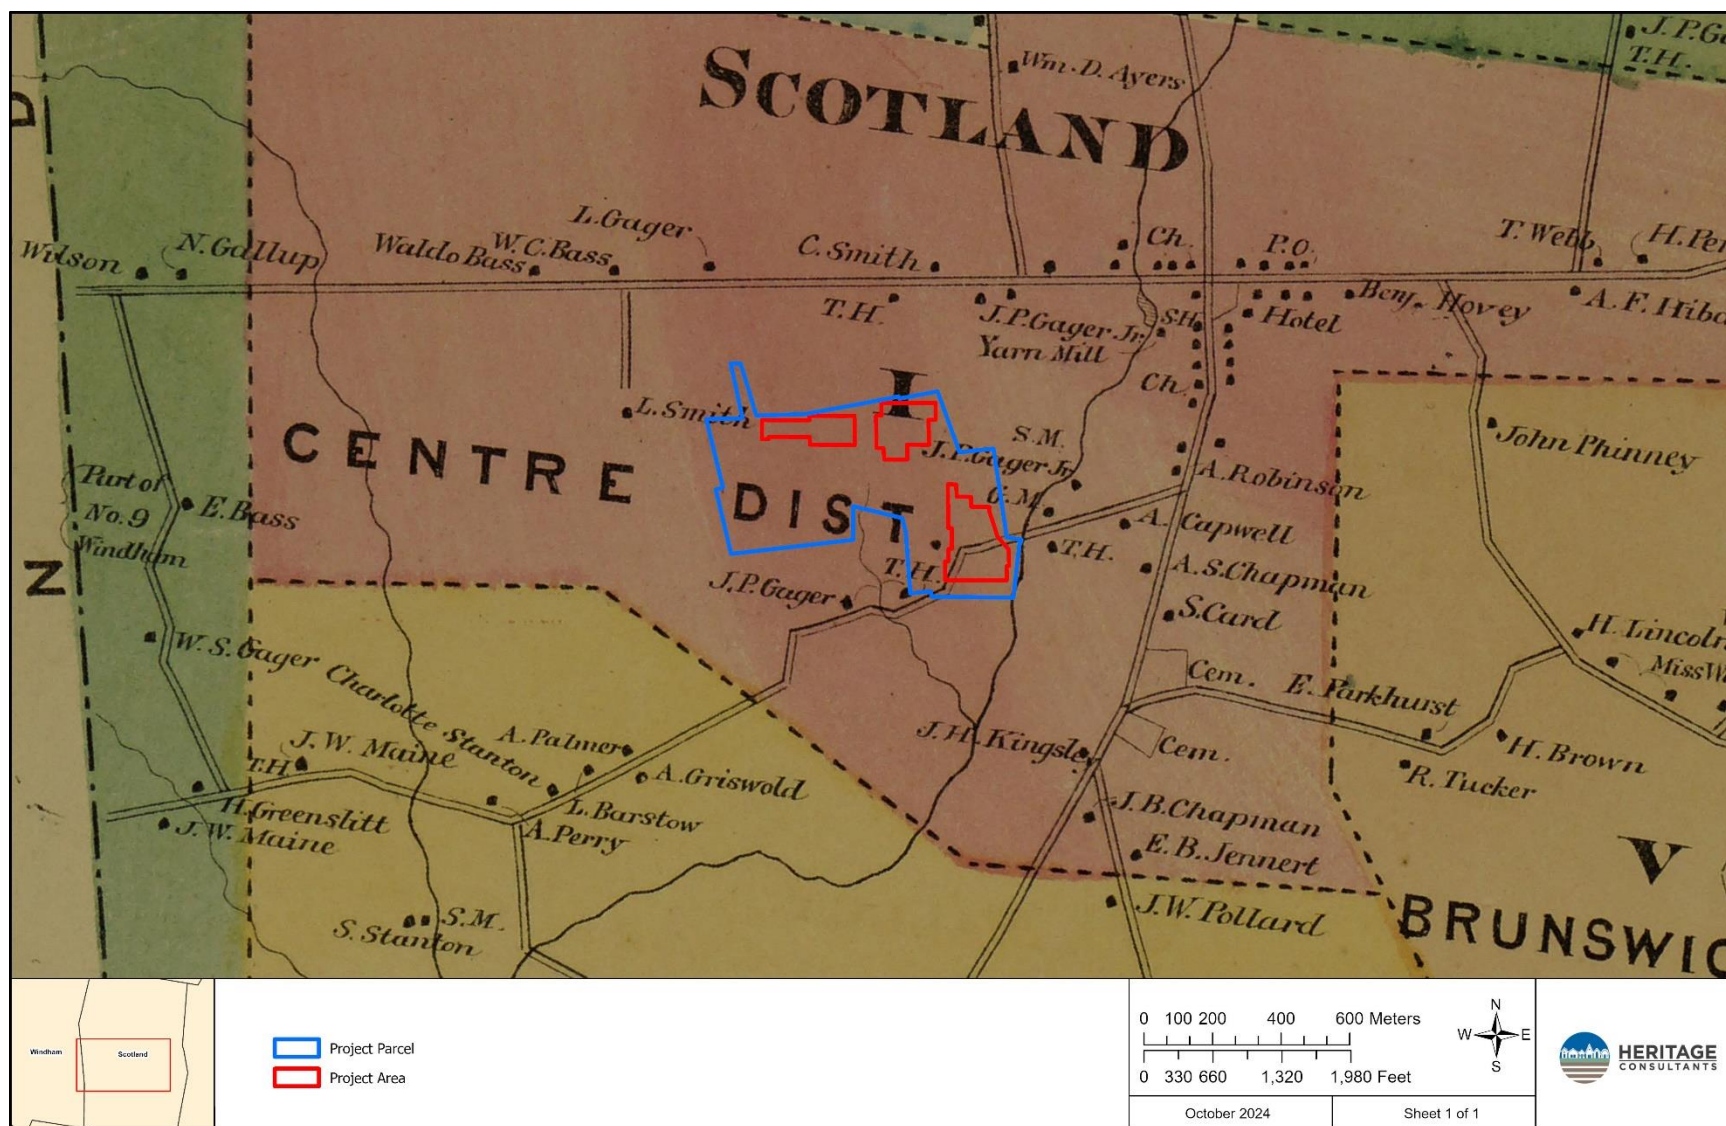 SCOTLAND
Wm. D. Ayers
T.H.
Wilson
N. Gallup
Waldo Bass
W. C. Bass
L. Gager
C. Smith
Ch.
P.O.
T. Webb
T.H.
J.P. Gager Jr.
Yarn Mill
S.H.
Hotel
Benj. Hovey
Ch.
I
L. Smith
CENTRE DIST.
S.M.
J.P. Gager Jr.
G.M.
A. Robinson
John Phinney
Part of
No. 9
Windham
E. Bass
A. Capwell
T.H.
T.H.
J.P. Gager
A.S. Chapman
S. Card
N
W. S. Gager
H. Lincoln
Cem.
E. Parkhurst
Charlotte Stanton
A. Palmer
J. W. Maine
T.H.
A. Griswold
J. H. Kingsley
Cem.
H. Brown
R. Tucker
H. Greenslitt
J. W. Maine
L. Barstow
A. Perry
J. B. Chapman
E. B. Jennert
S.M.
S. Stanton
J.W. Pollard
V
Windham
Scotland
Project Parcel
Project Area
0 100 200 400 600 Meters
0 330 660 1,320 1,980 Feet
N
W E
S
October 2024
Sheet 1 of 1
HERITAGE
CONSULTANTS